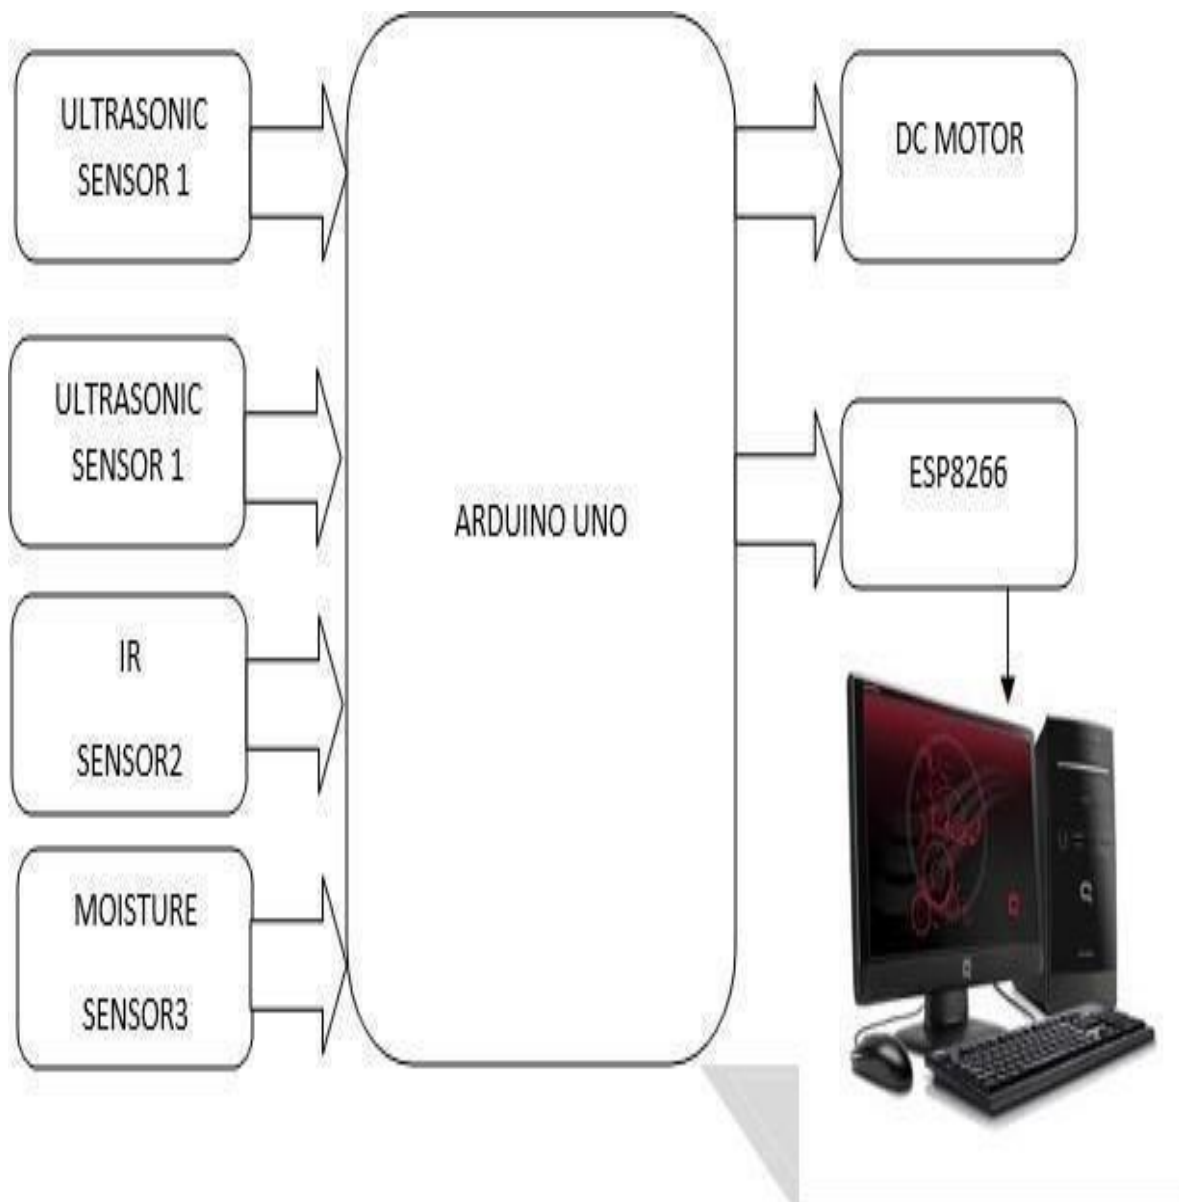 ULTRASONIC
SENSOR 1
ULTRASONIC
SENSOR 1
IR
SENSOR2
MOISTURE
SENSOR3
ARDUINO UNO
DC MOTOR
ESP8266